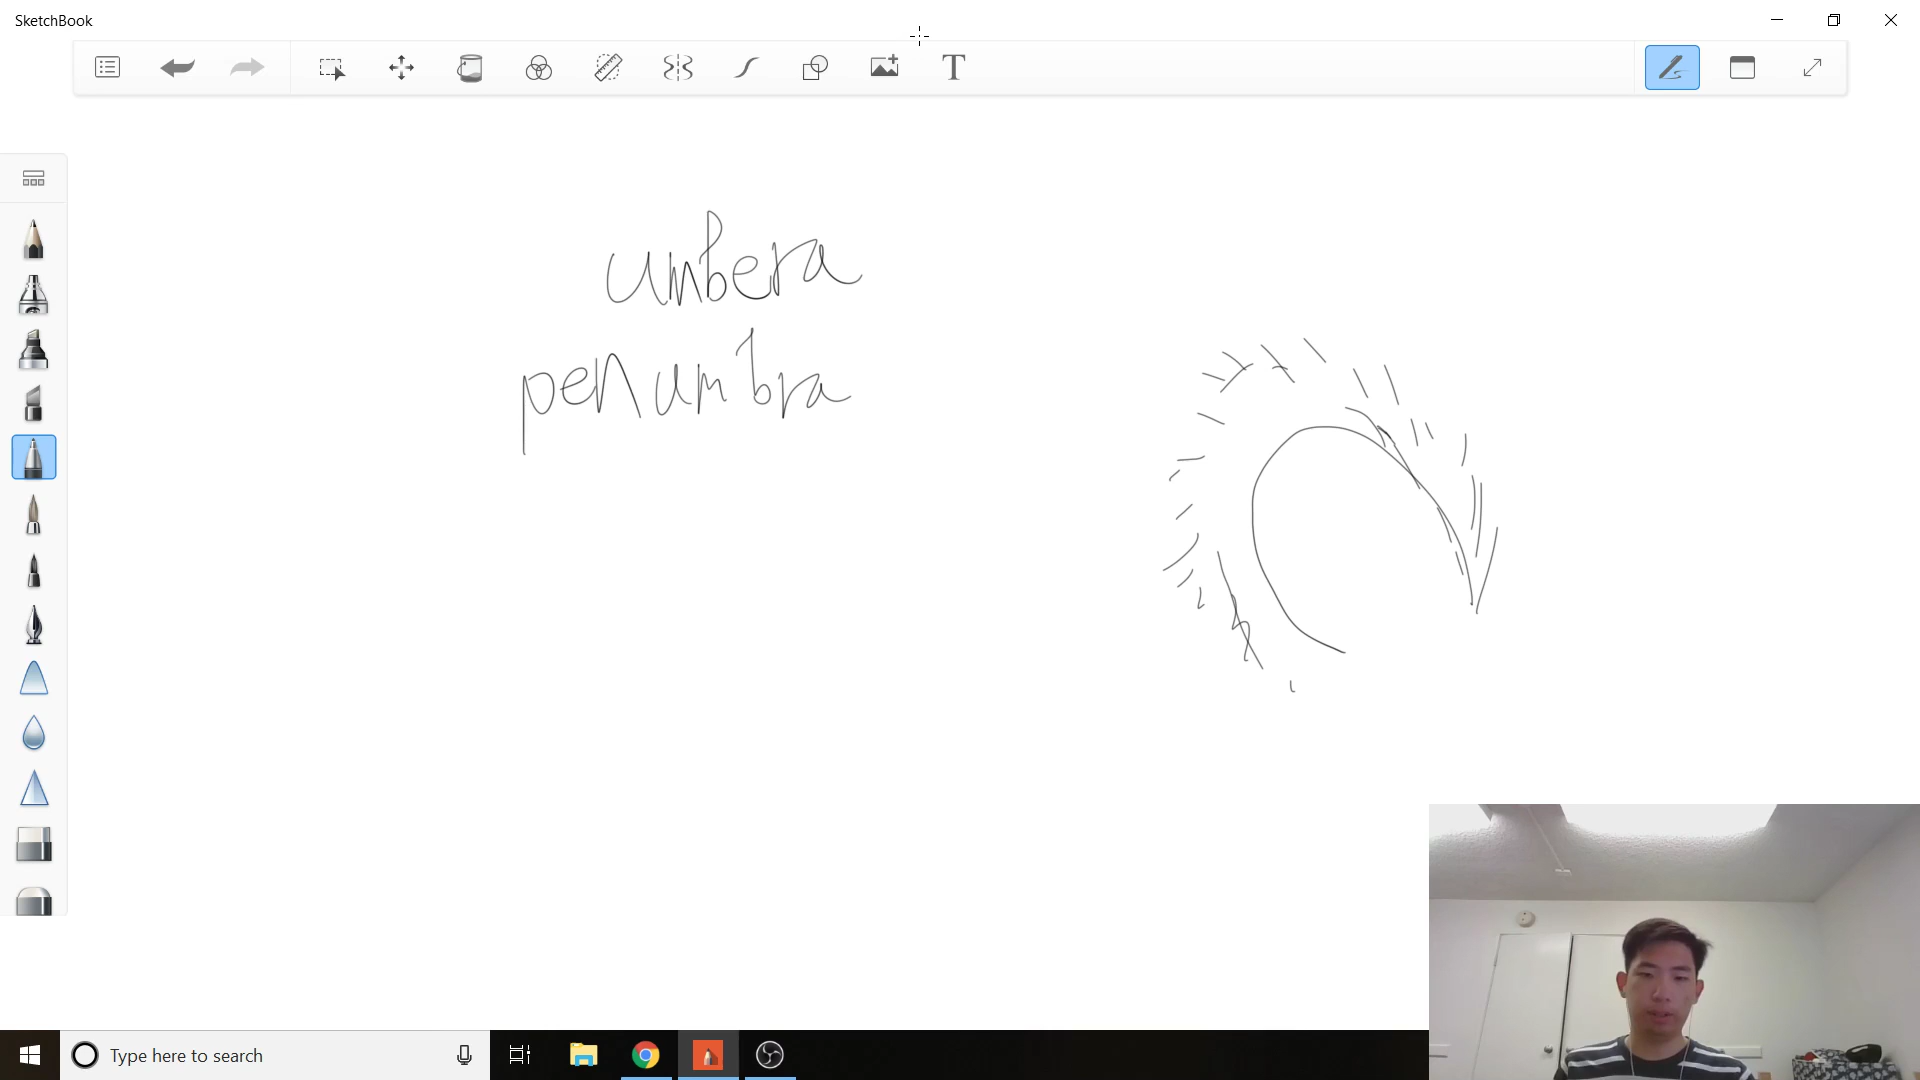 SketchBook
T
umbera
penumbra
Type here to search